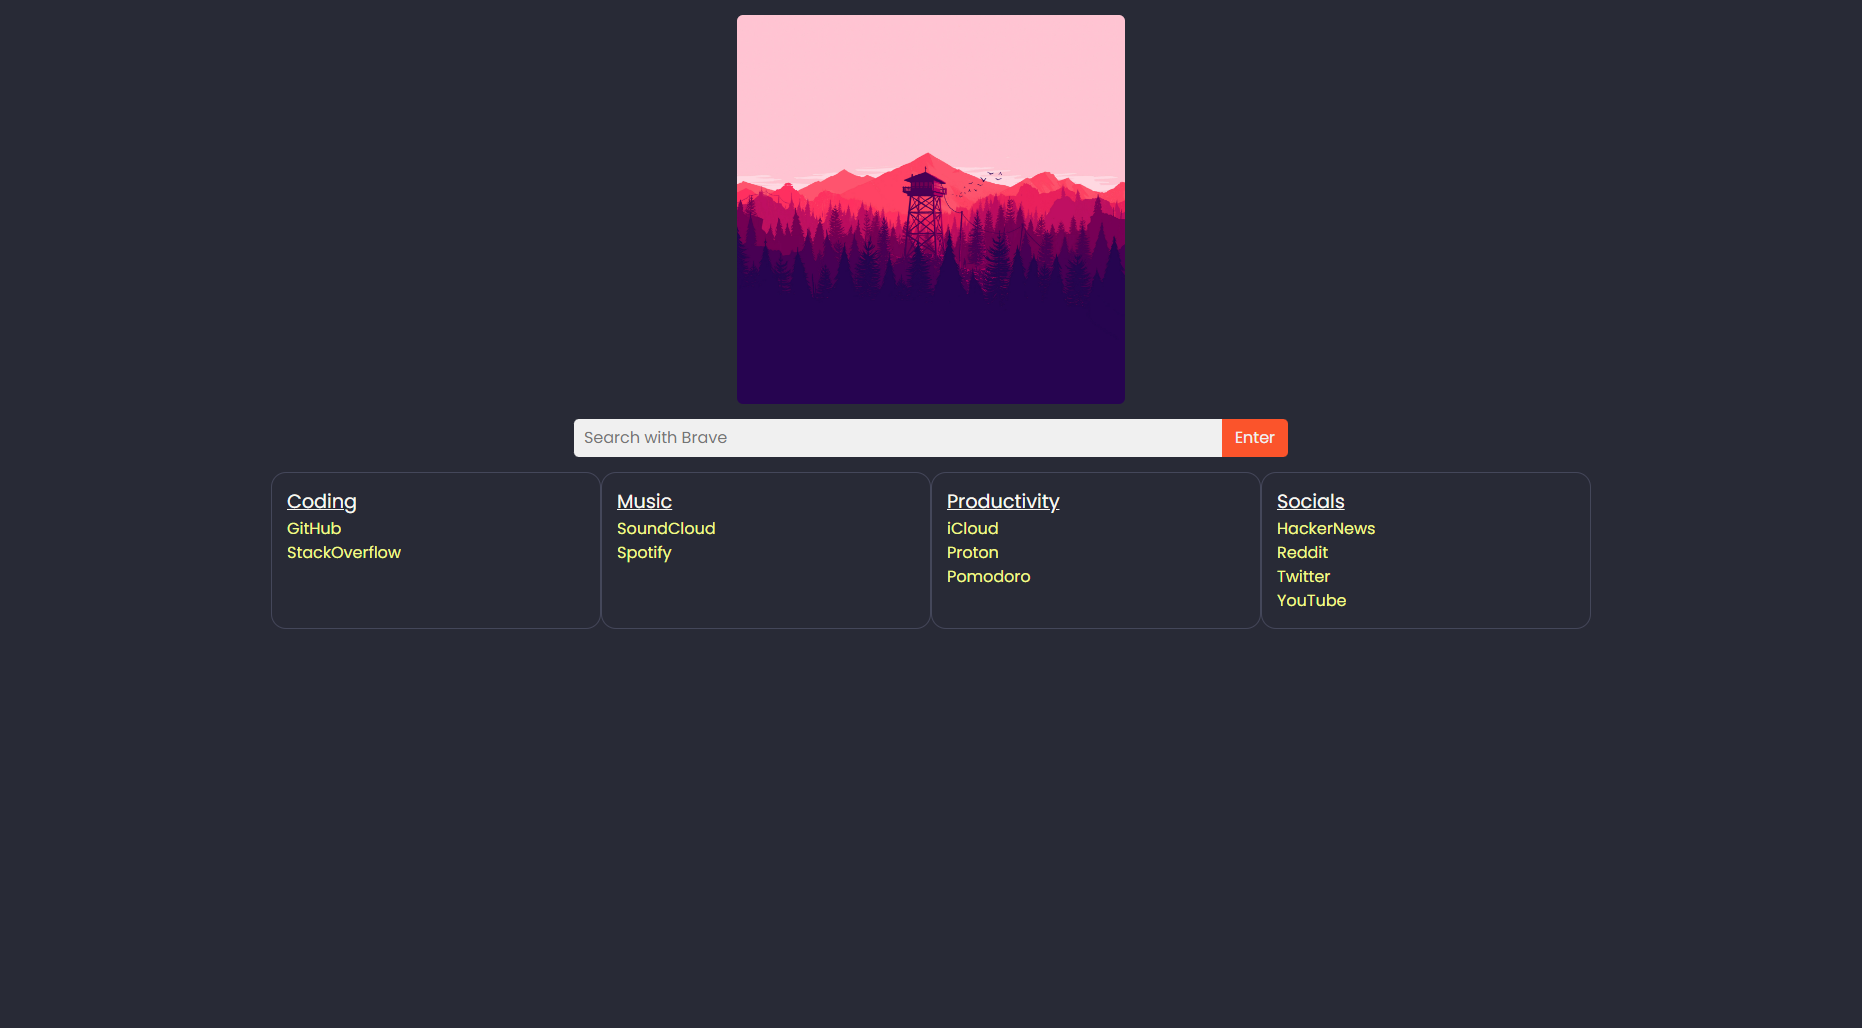 Search with Brave
Enter
Coding
GitHub
StackOverflow
Music
SoundCloud
Spotify
Productivity
iCloud
Proton
Pomodoro
Socials
HackerNews
Reddit
Twitter
YouTube